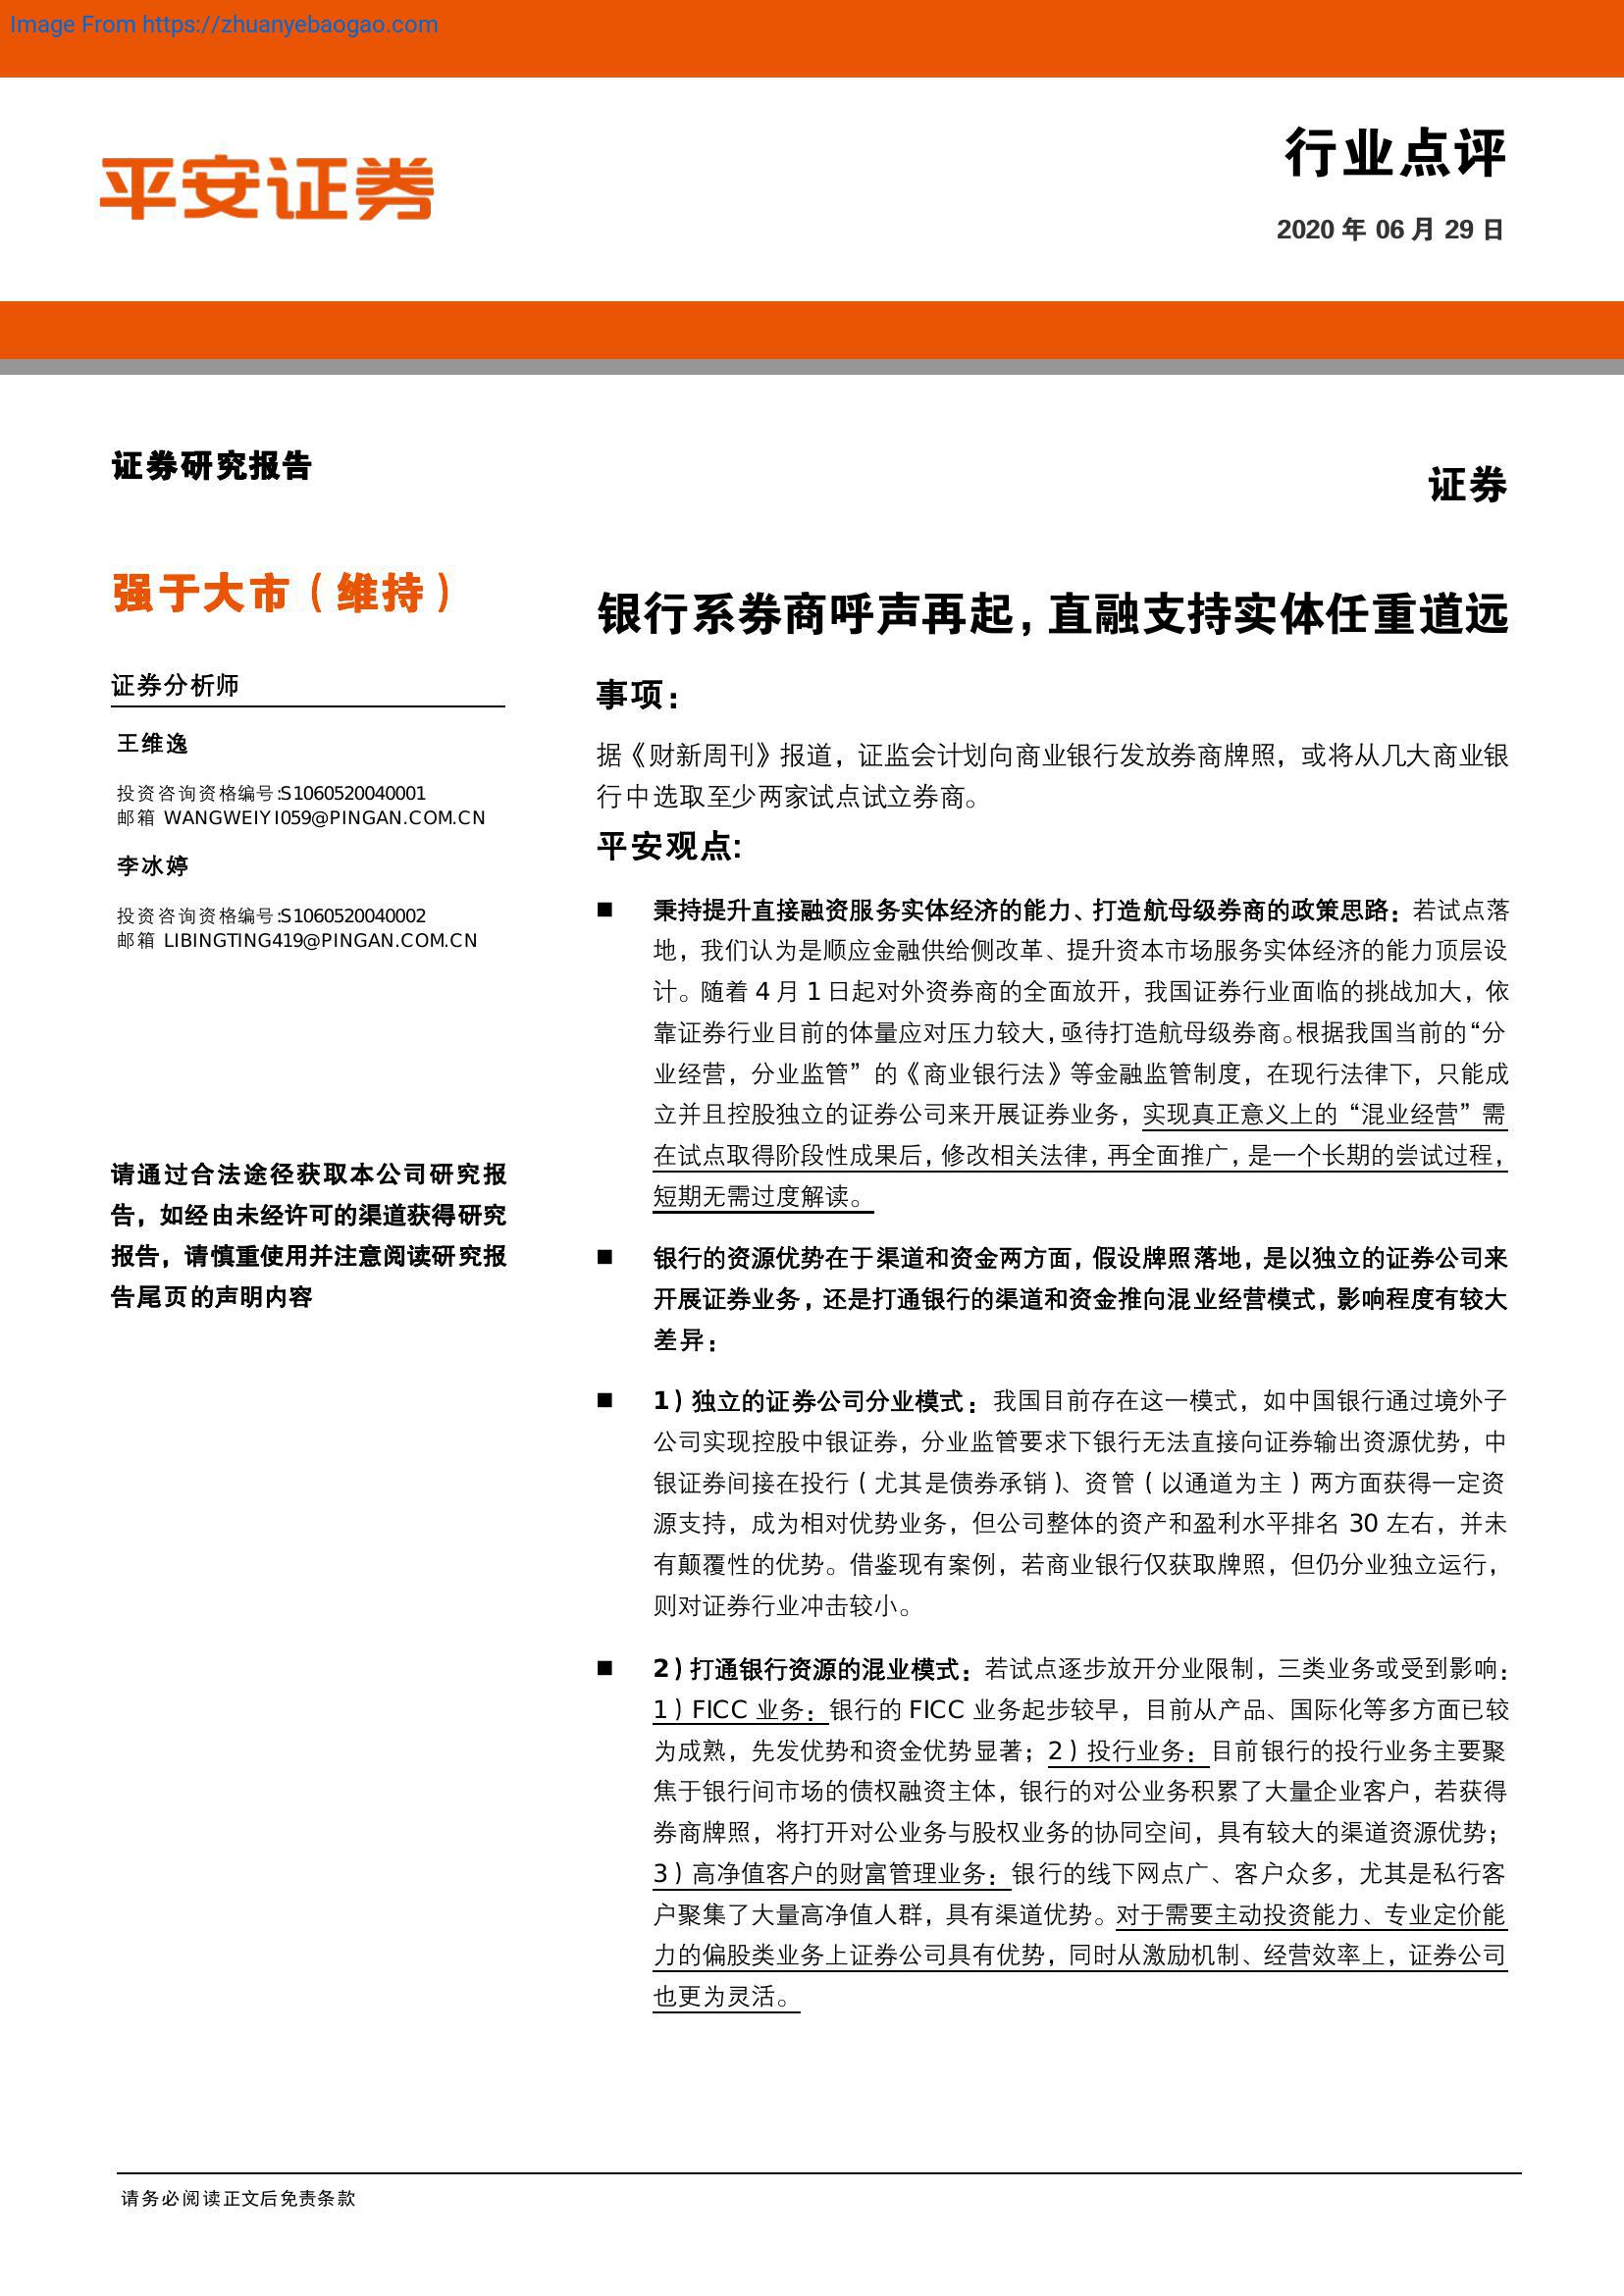 Image From https://zhuanyebaogao.com
平安证券
行业点评
2020 年 06 月 29 日
证券研究报告
证券
强于大市（维持）
证券分析师
王维逸
投资咨询资格编号:S1060520040001
邮箱 WANGWEIYI059@PINGAN.COM.CN
李冰婷
投资咨询资格编号:S1060520040002
邮箱 LIBINGTING419@PINGAN.COM.CN
请通过合法途径获取本公司研究报
告，如经由未经许可的渠道获得研究
报告，请慎重使用并注意阅读研究报
告尾页的声明内容
银行系券商呼声再起，直融支持实体任重道远
事项：
据《财新周刊》报道，证监会计划向商业银行发放券商牌照，或将从几大商业银
行中选取至少两家试点试立券商。
平安观点:
■ 秉持提升直接融资服务实体经济的能力、打造航母级券商的政策思路：若试点落
地，我们认为是顺应金融供给侧改革、提升资本市场服务实体经济的能力顶层设
计。随着 4 月 1 日起对外资券商的全面放开，我国证券行业面临的挑战加大，依
靠证券行业目前的体量应对压力较大，亟待打造航母级券商。根据我国当前的“分
业经营，分业监管”的《商业银行法》等金融监管制度，在现行法律下，只能成
立并且控股独立的证券公司来开展证券业务，实现真正意义上的“混业经营”需
在试点取得阶段性成果后，修改相关法律，再全面推广，是一个长期的尝试过程，
短期无需过度解读。
■ 银行的资源优势在于渠道和资金两方面，假设牌照落地，是以独立的证券公司来
开展证券业务，还是打通银行的渠道和资金推向混业经营模式，影响程度有较大
差异：
■ 1）独立的证券公司分业模式：我国目前存在这一模式，如中国银行通过境外子
公司实现控股中银证券，分业监管要求下银行无法直接向证券输出资源优势，中
银证券间接在投行（尤其是债券承销）、资管（以通道为主）两方面获得一定资
源支持，成为相对优势业务，但公司整体的资产和盈利水平排名 30 左右，并未
有颠覆性的优势。借鉴现有案例，若商业银行仅获取牌照，但仍分业独立运行，
则对证券行业冲击较小。
■ 2）打通银行资源的混业模式：若试点逐步放开分业限制，三类业务或受到影响：
1）FICC 业务：银行的 FICC 业务起步较早，目前从产品、国际化等多方面已较
为成熟，先发优势和资金优势显著；2）投行业务：目前银行的投行业务主要聚
焦于银行间市场的债权融资主体，银行的对公业务积累了大量企业客户，若获得
券商牌照，将打开对公业务与股权业务的协同空间，具有较大的渠道资源优势；
3）高净值客户的财富管理业务：银行的线下网点广、客户众多，尤其是私行客
户聚集了大量高净值人群，具有渠道优势。对于需要主动投资能力、专业定价能
力的偏股类业务上证券公司具有优势，同时从激励机制、经营效率上，证券公司
也更为灵活。
请务必阅读正文后免责条款